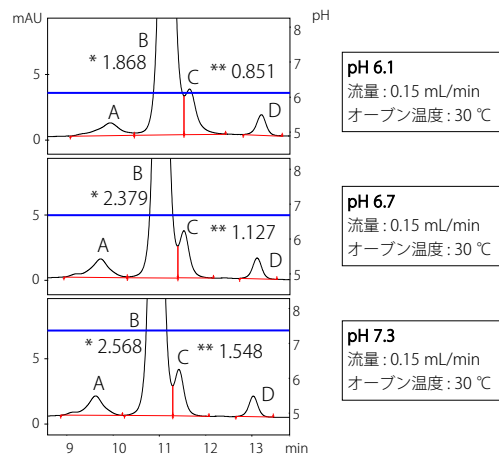 mAU
pH
B
* 1.868
C
** 0.851
A
D
5
0
8
7
6
5
pH 6.1
流量 : 0.15 mL/min
オーブン温度 : 30 ℃
B
* 2.379
C
** 1.127
A
D
5
0
8
7
6
5
pH 6.7
流量 : 0.15 mL/min
オーブン温度 : 30 ℃
B
* 2.568
C
** 1.548
A
D
5
0
8
7
6
5
pH 7.3
流量 : 0.15 mL/min
オーブン温度 : 30 ℃
9 10 11 12 13 min